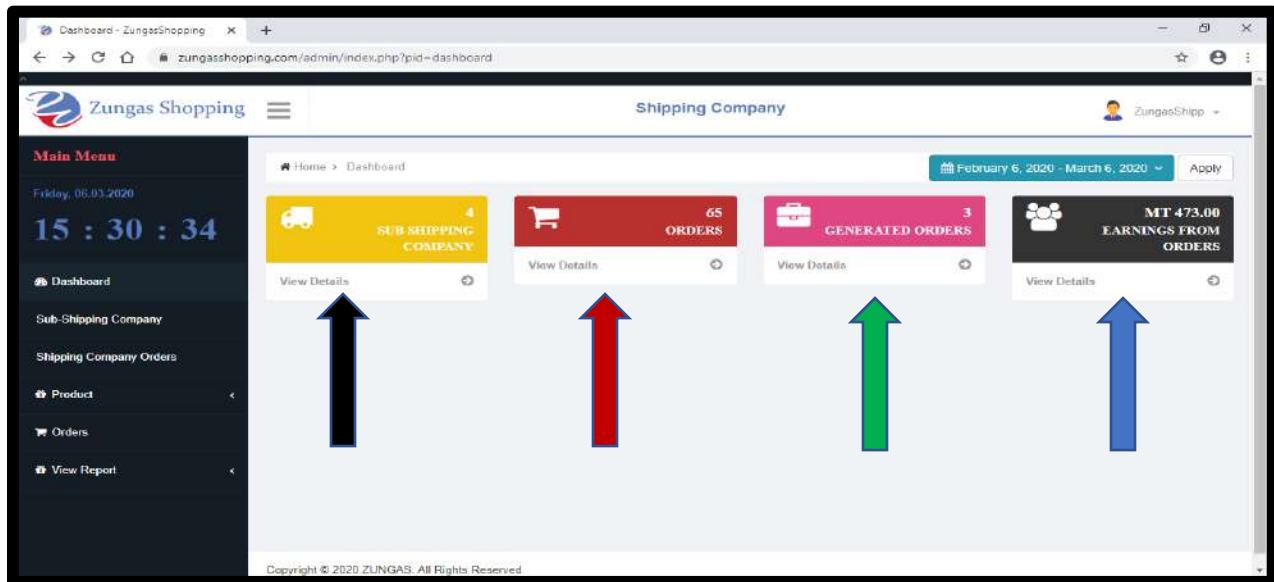 Dashboard - ZungasShopping
zungasshopping.com/admin/index.php?pid=dashboard
Zungas Shopping
Shipping Company
ZungasShipp
Main Menu
Friday, 06.03.2020
15 : 30 : 34
Dashboard
Sub-Shipping Company
Shipping Company Orders
Product
Orders
View Report
Home > Dashboard
February 6, 2020 - March 6, 2020
Apply
4
SUB SHIPPING
COMPANY
View Details
65
ORDERS
View Details
3
GENERATED ORDERS
View Details
MT 473.00
EARNINGS FROM
ORDERS
View Details
Copyright © 2020 ZUNGAS. All Rights Reserved